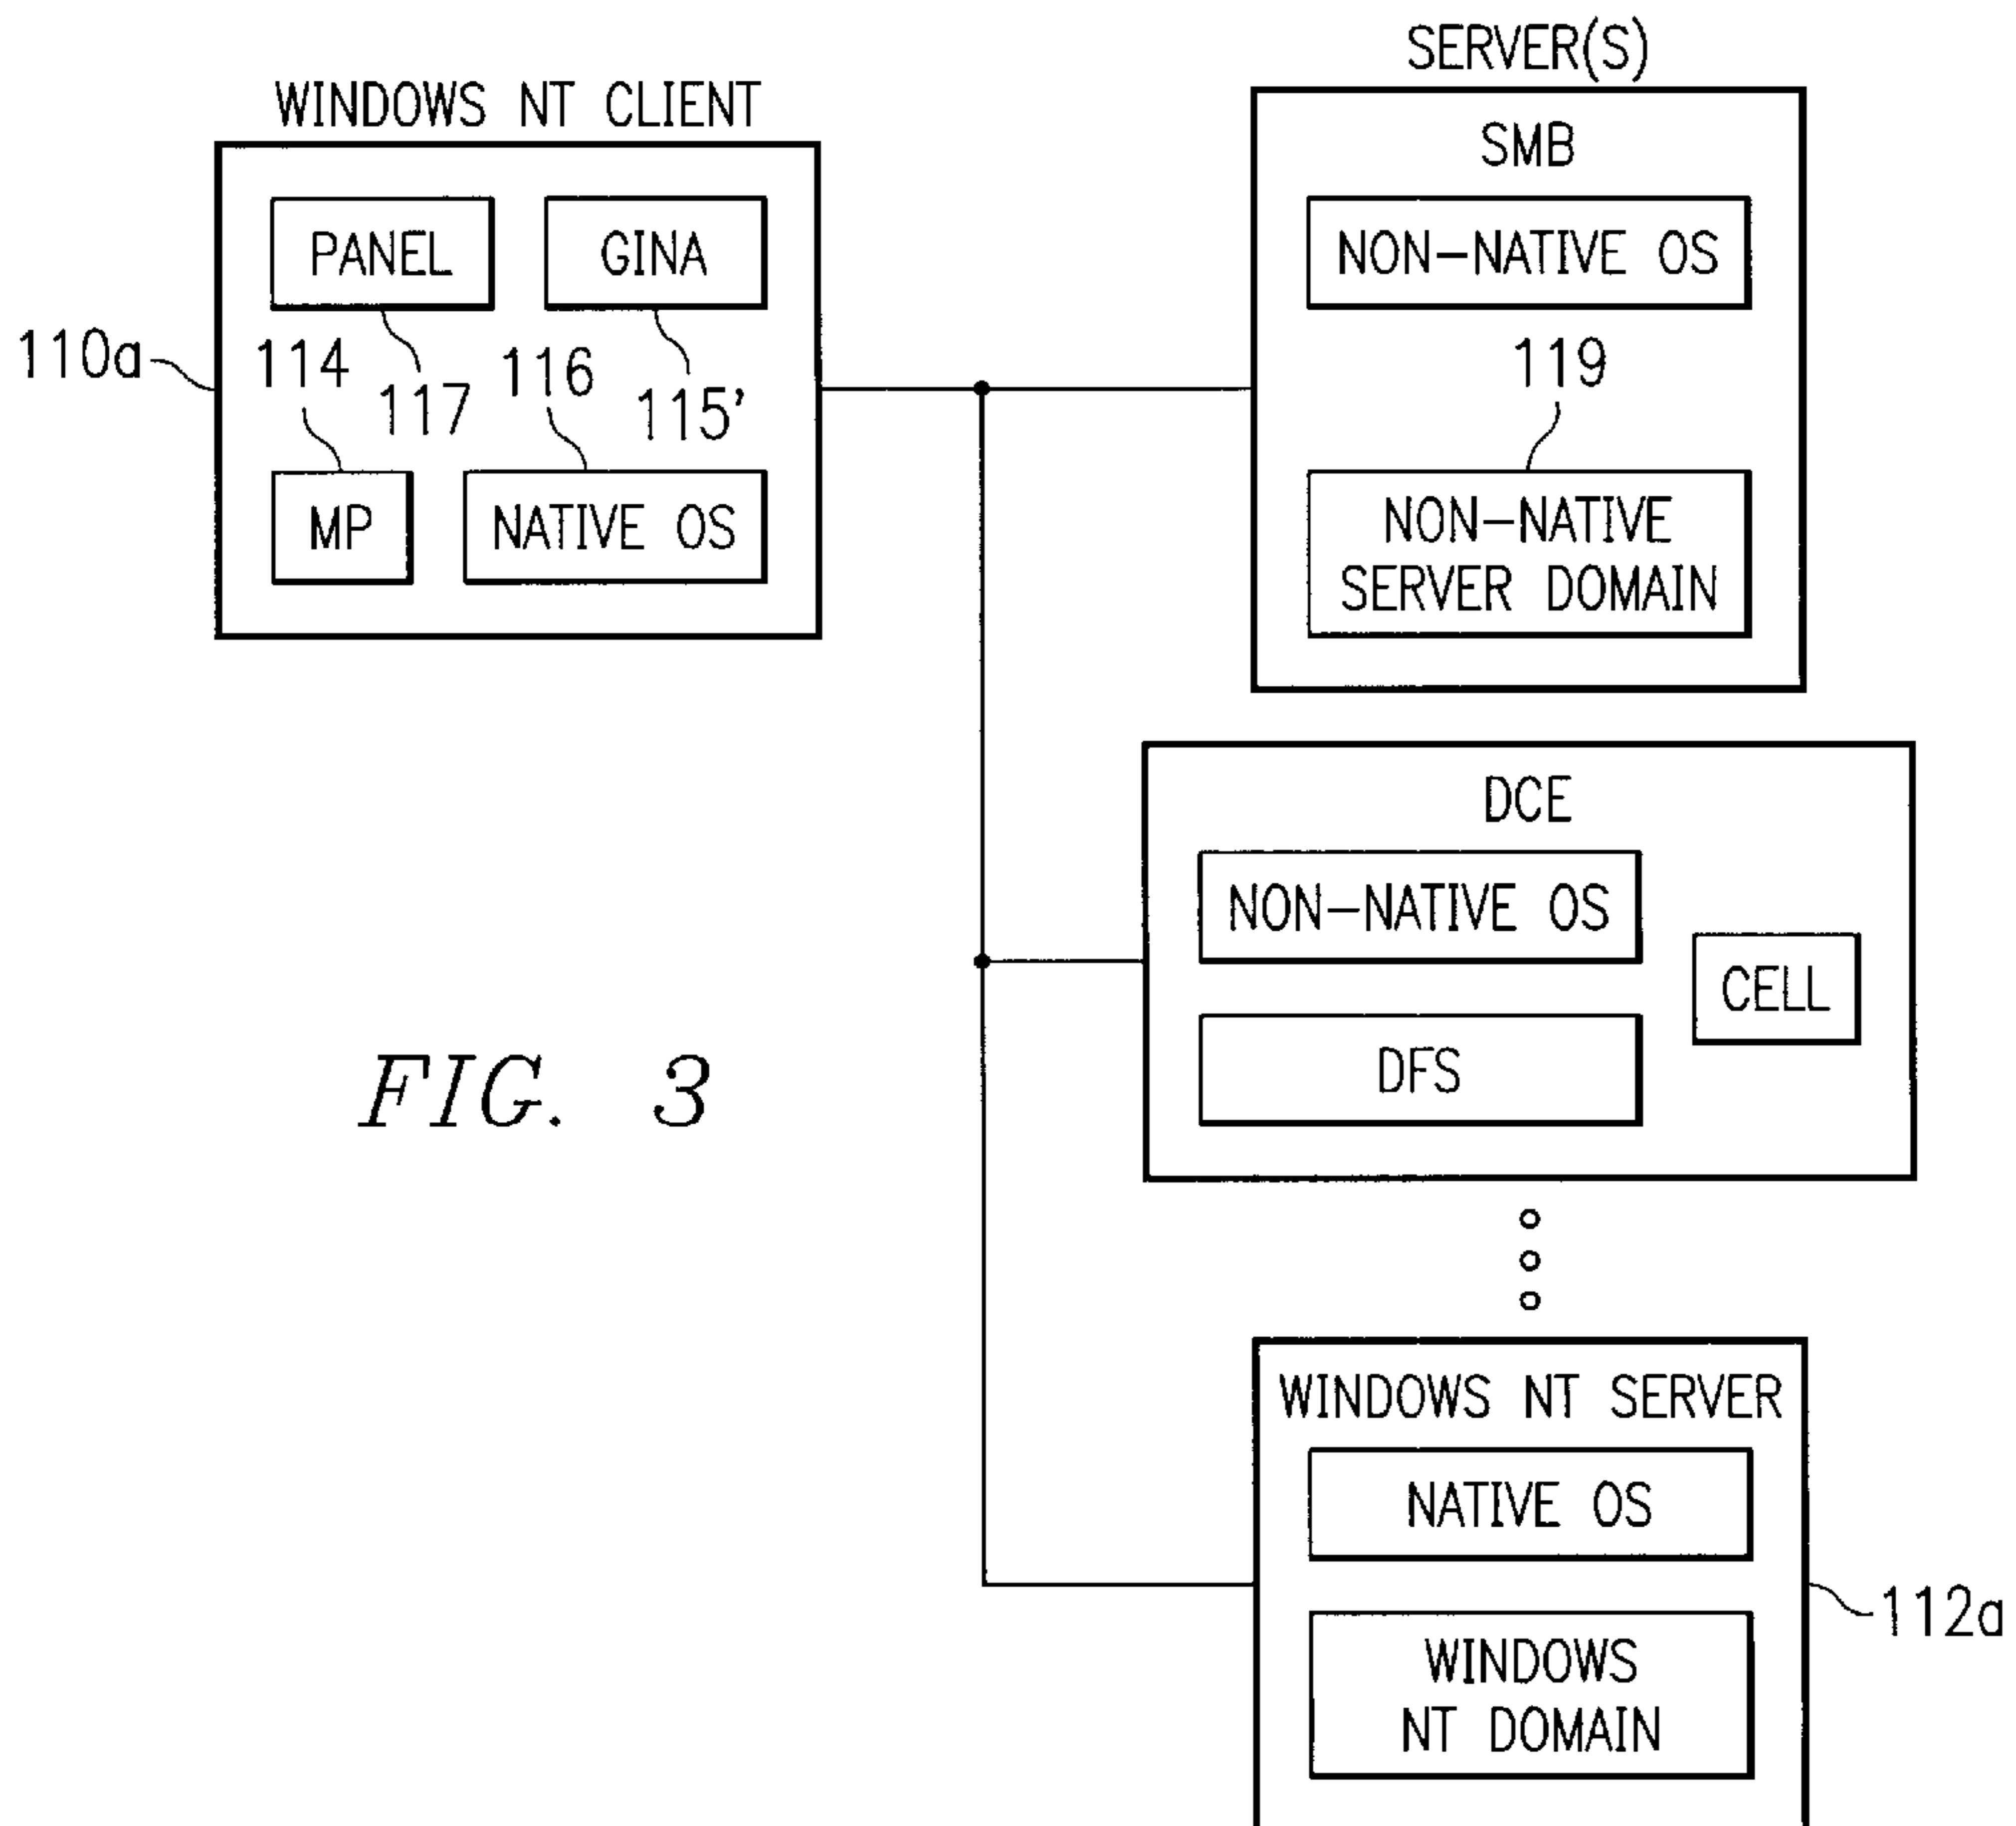 SERVER(S)
WINDOWS NT CLIENT
SMB
PANEL
GINA
NON-NATIVE OS
110a
114
117
116
115'
119
MP
NATIVE OS
NON-NATIVE
SERVER DOMAIN
DCE
NON-NATIVE OS
CELL
DFS
FIG. 3
WINDOWS NT SERVER
NATIVE OS
112a
WINDOWS
NT DOMAIN